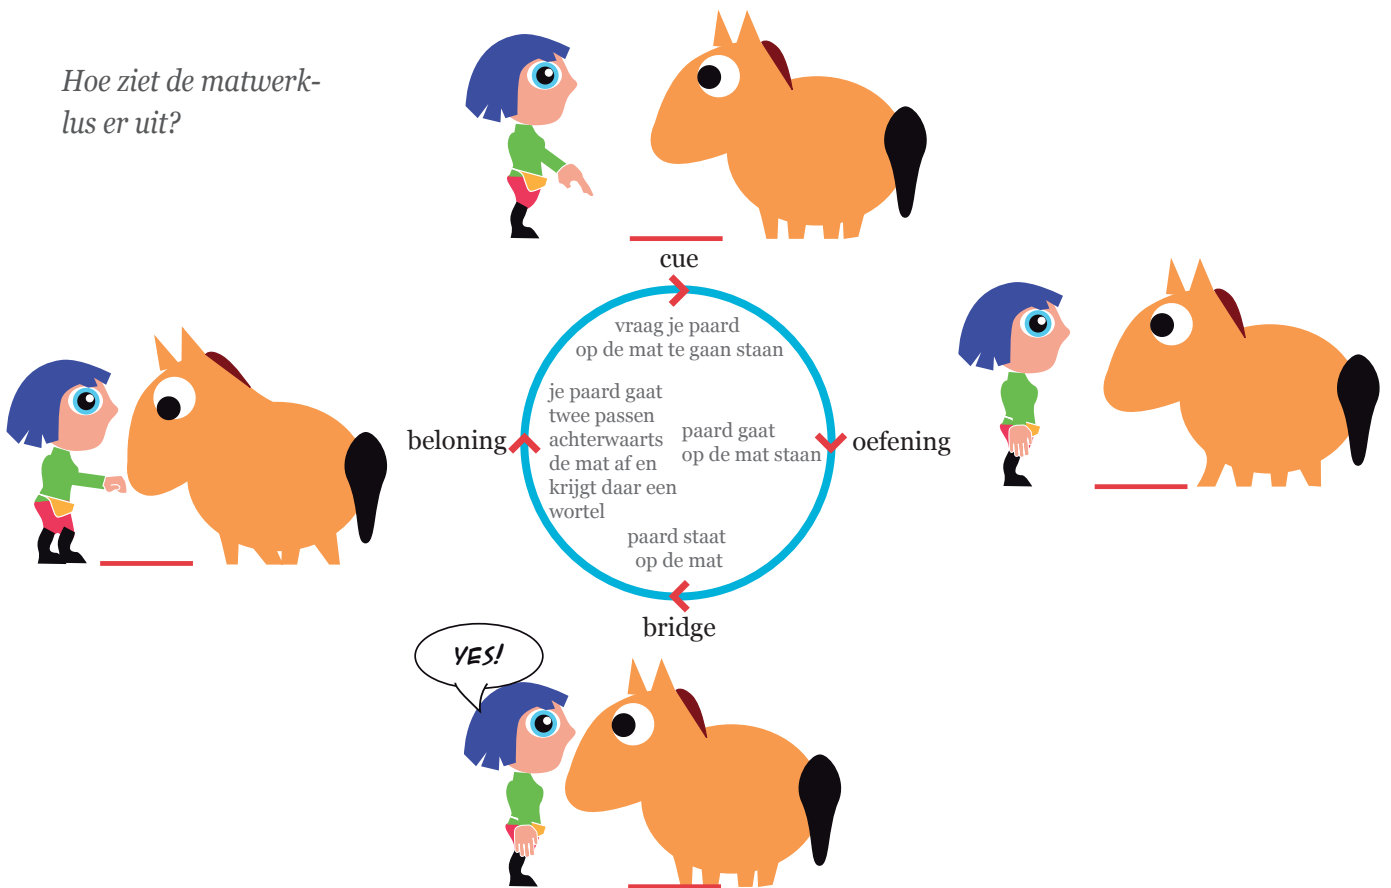 Hoe ziet de matwerk-
lus er uit?
cue
vraag je paard
op de mat te gaan staan
je paard gaat
twee passen
achterwaarts
de mat af en
krijgt daar een
wortel
beloning
paard gaat
op de mat staan
oefening
paard staat
op de mat
bridge
YES!